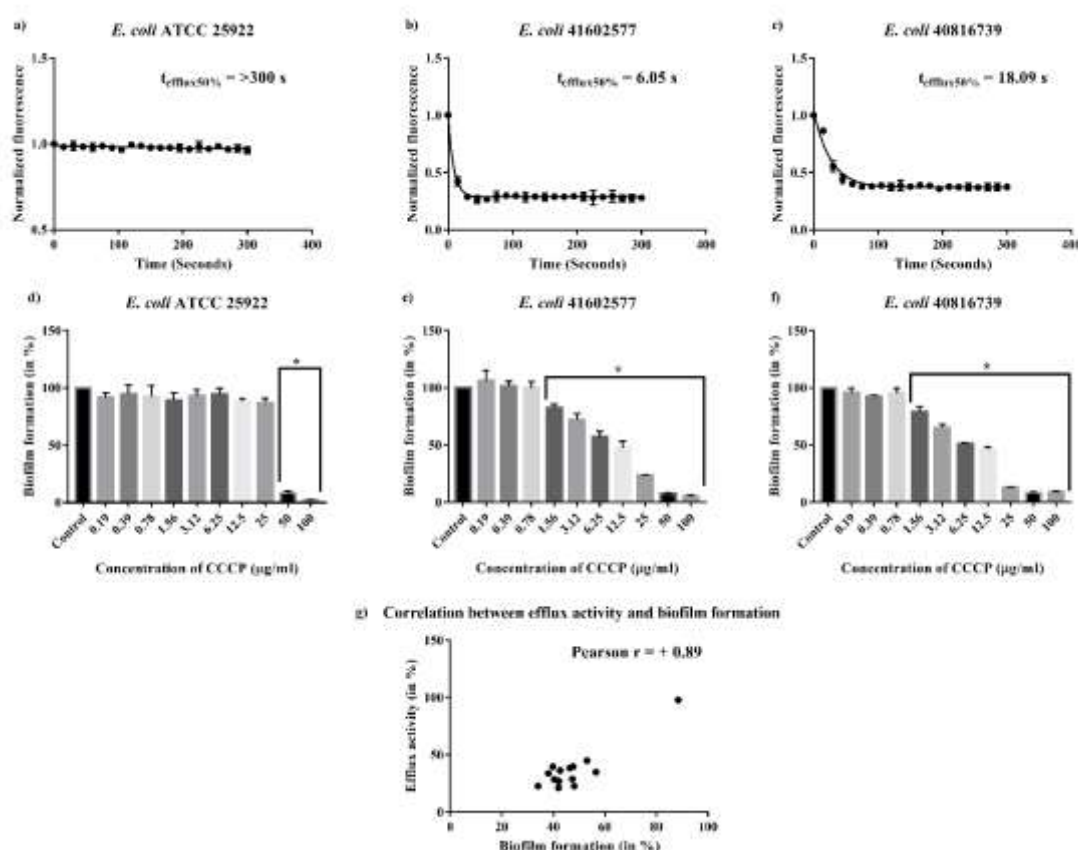 a) E. coli ATCC 25922
t efflux50% = >300 s
Normalized fluorescence
1.5
1.0
0.5
0 100 200 300 400
Time (Seconds)
b) E. coli 41602577
t efflux50% = 6.05 s
Normalized fluorescence
1.5
1.0
0.5
0.0
0 100 200 300 400
Time (Seconds)
c) E. coli 40816739
t efflux50% = 18.09 s
Normalized fluorescence
1.5
1.0
0.5
0.0
0 100 200 300 400
Time (Seconds)
d) E. coli ATCC 25922
*
Biofilm formation (in %)
150
100
50
0
Control 0.19 0.39 0.78 1.56 3.12 6.25 12.5 25 50 100
Concentration of CCCP (µg/ml)
e) E. coli 41602577
*
Biofilm formation (in %)
150
100
50
0
Control 0.19 0.39 0.78 1.56 3.12 6.25 12.5 25 50 100
Concentration of CCCP (µg/ml)
f) E. coli 40816739
*
Biofilm formation (in %)
150
100
50
0
Control 0.19 0.39 0.78 1.56 3.12 6.25 12.5 25 50 100
Concentration of CCCP (µg/ml)
g) Correlation between efflux activity and biofilm formation
Pearson r = + 0.89
Efflux activity (in %)
150
100
50
0
0 20 40 60 80 100
Biofilm formation (in %)